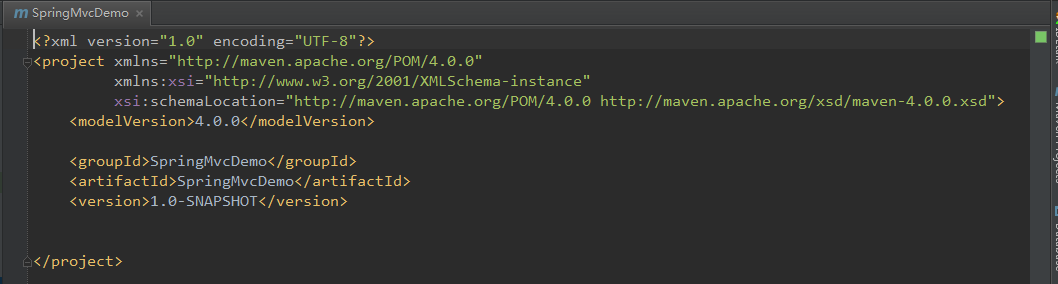 m SpringMvcDemo ×
<?xml version="1.0" encoding="UTF-8"?>
<project xmlns="http://maven.apache.org/POM/4.0.0"
         xmlns:xsi="http://www.w3.org/2001/XMLSchema-instance"
         xsi:schemaLocation="http://maven.apache.org/POM/4.0.0 http://maven.apache.org/xsd/maven-4.0.0.xsd">
    <modelVersion>4.0.0</modelVersion>
    <groupId>SpringMvcDemo</groupId>
    <artifactId>SpringMvcDemo</artifactId>
    <version>1.0-SNAPSHOT</version>
</project>